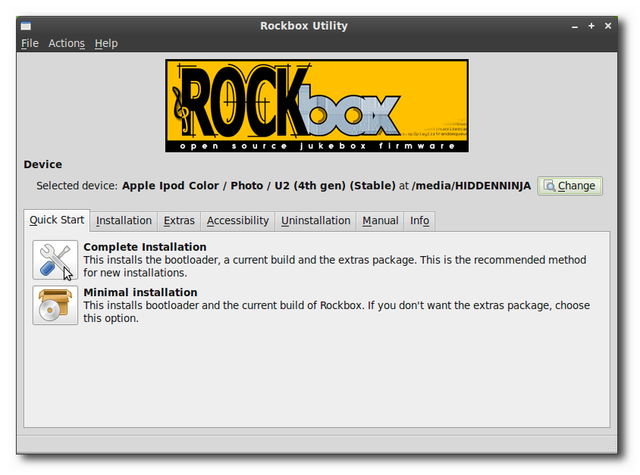 Rockbox Utility
File Actions Help
ROCKbox
open source jukebox firmware
Device
Selected device: Apple Ipod Color / Photo / U2 (4th gen) (Stable) at /media/HIDDENNINJA Change
Quick Start Installation Extras Accessibility Uninstallation Manual Info
Complete Installation
This installs the bootloader, a current build and the extras package. This is the recommended method
for new installations.
Minimal installation
This installs bootloader and the current build of Rockbox. If you don't want the extras package, choose
this option.